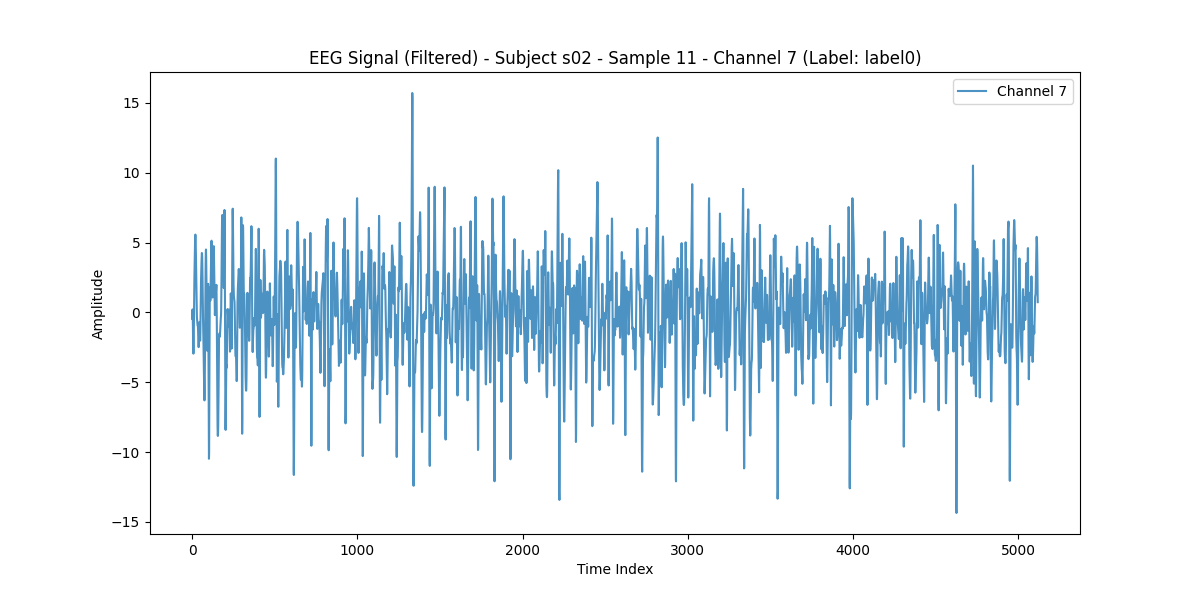 EEG Signal (Filtered) - Subject s02 - Sample 11 - Channel 7 (Label: label0)
Channel 7
15
10
5
0
−5
−10
−15
Amplitude
0 1000 2000 3000 4000 5000
Time Index